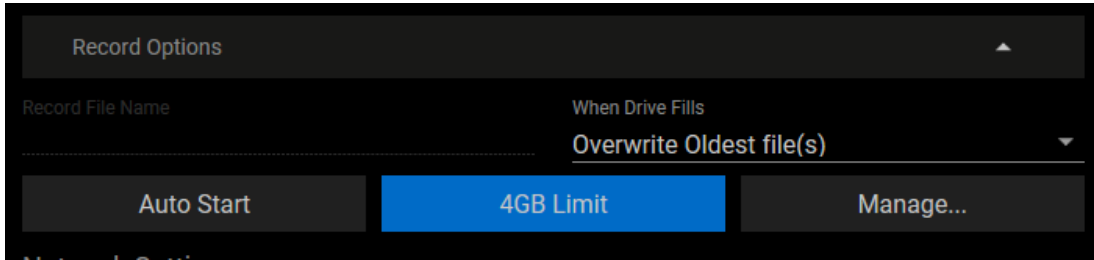 Record Options
Record File Name
When Drive Fills
Overwrite Oldest file(s)
Auto Start
4GB Limit
Manage...